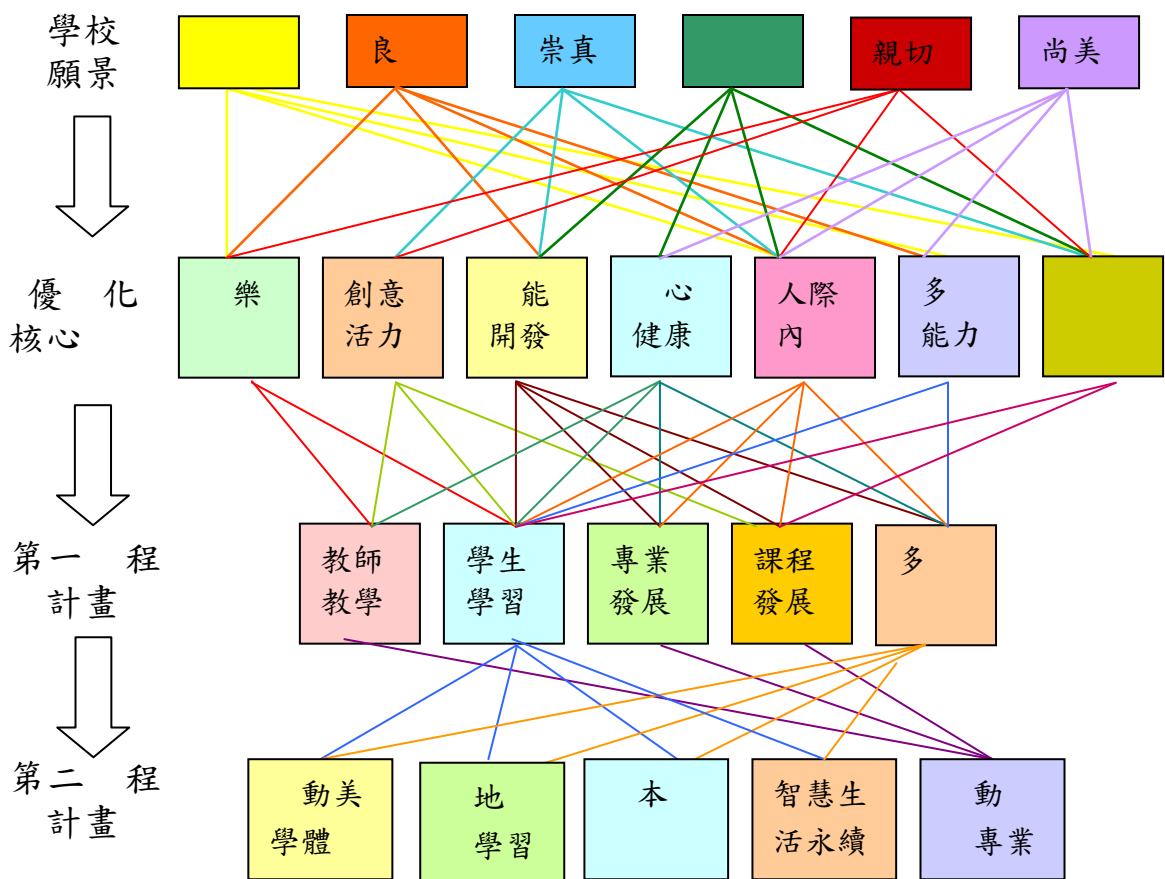 學校
願景
良
崇真
親切
尚美
優 化
核心
樂
創意
活力
能
開發
心
健康
人際
內
多
能力
第一 程
計畫
教師
教學
學生
學習
專業
發展
課程
發展
多
第二 程
計畫
動美
學體
地
學習
本
智慧生
活永續
動
專業